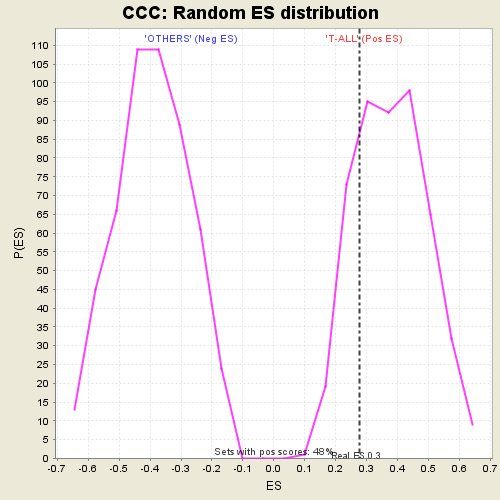 CCC: Random ES distribution
'OTHERS' (Neg ES)
'T-ALL' (Pos ES)
P(ES)
110
105
100
95
90
85
80
75
70
65
60
55
50
45
40
35
30
25
20
15
10
5
0
Sets with pos scores: 48%
Real ES 0.3
-0.7 -0.6 -0.5 -0.4 -0.3 -0.2 -0.1 0.0 0.1 0.2 0.3 0.4 0.5 0.6 0.7
ES